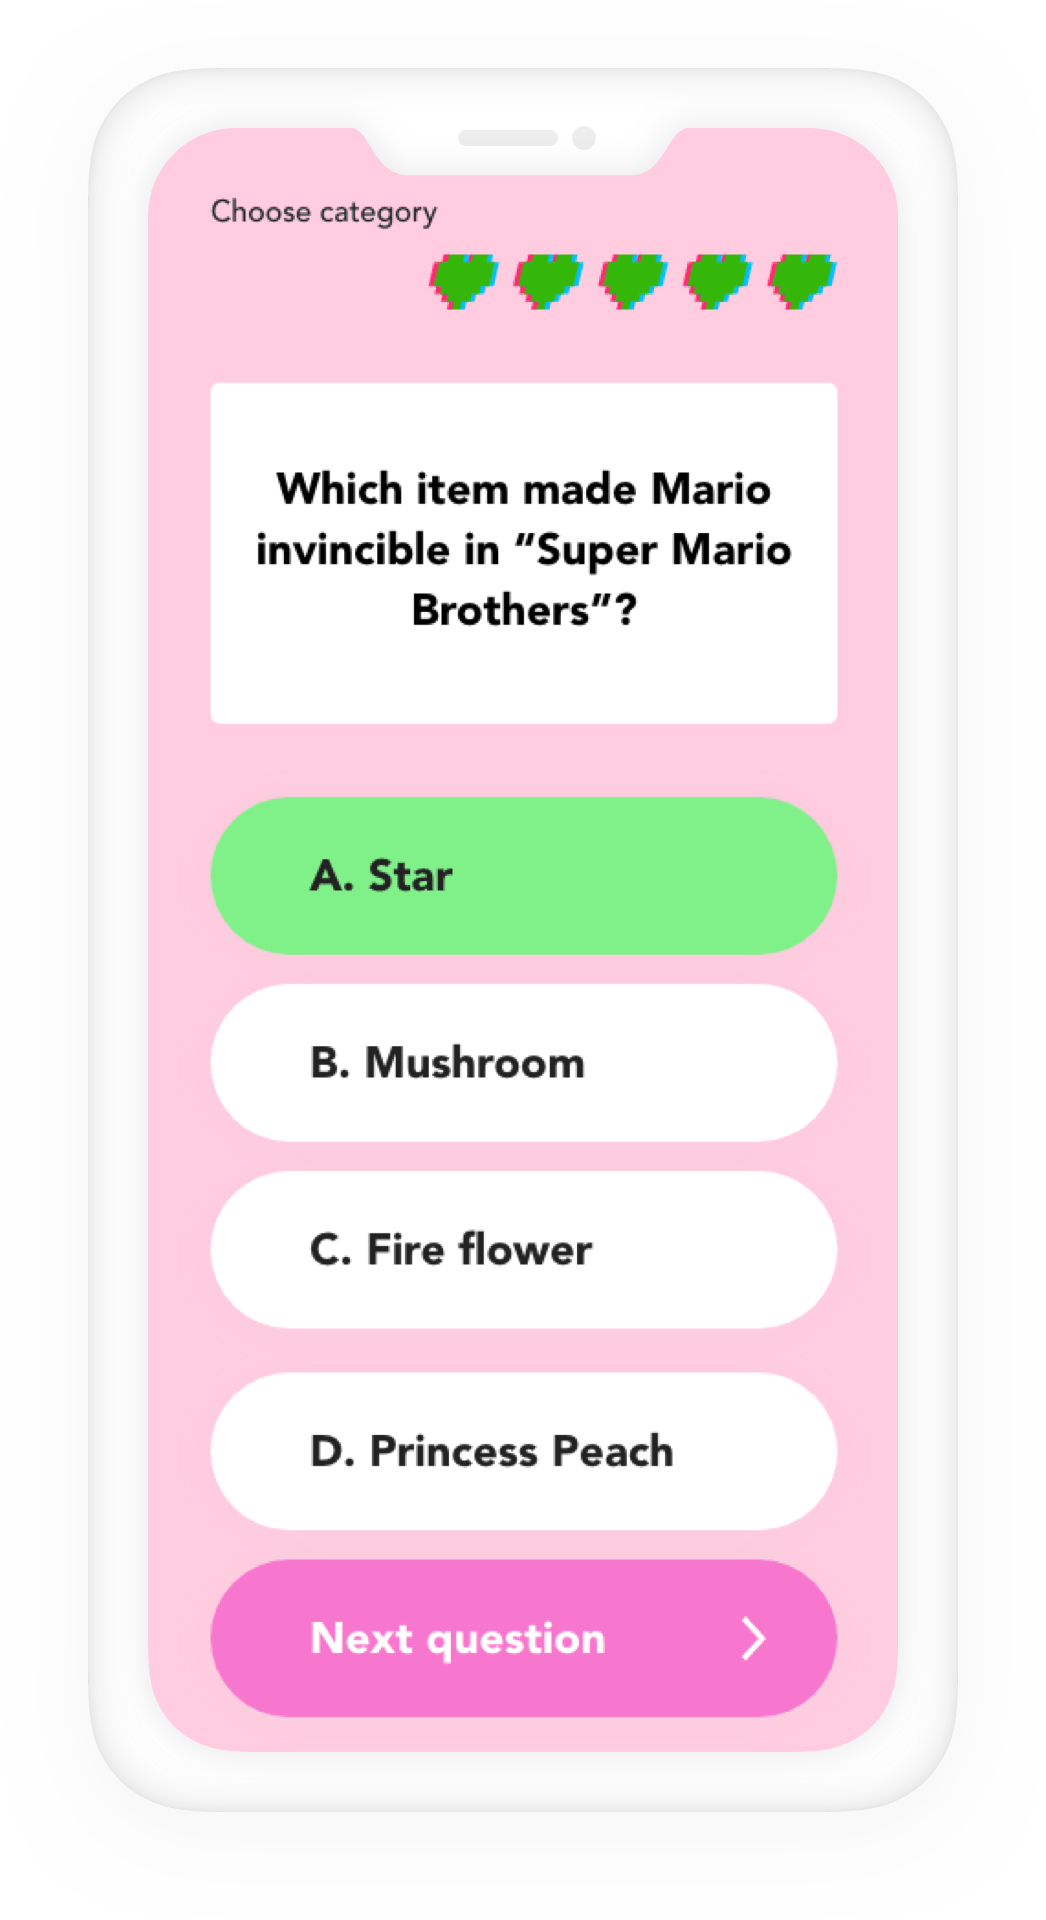 Choose category
Which item made Mario
invincible in ”Super Mario
Brothers”?
A. Star
B. Mushroom
C. Fire flower
D. Princess Peach
Next question